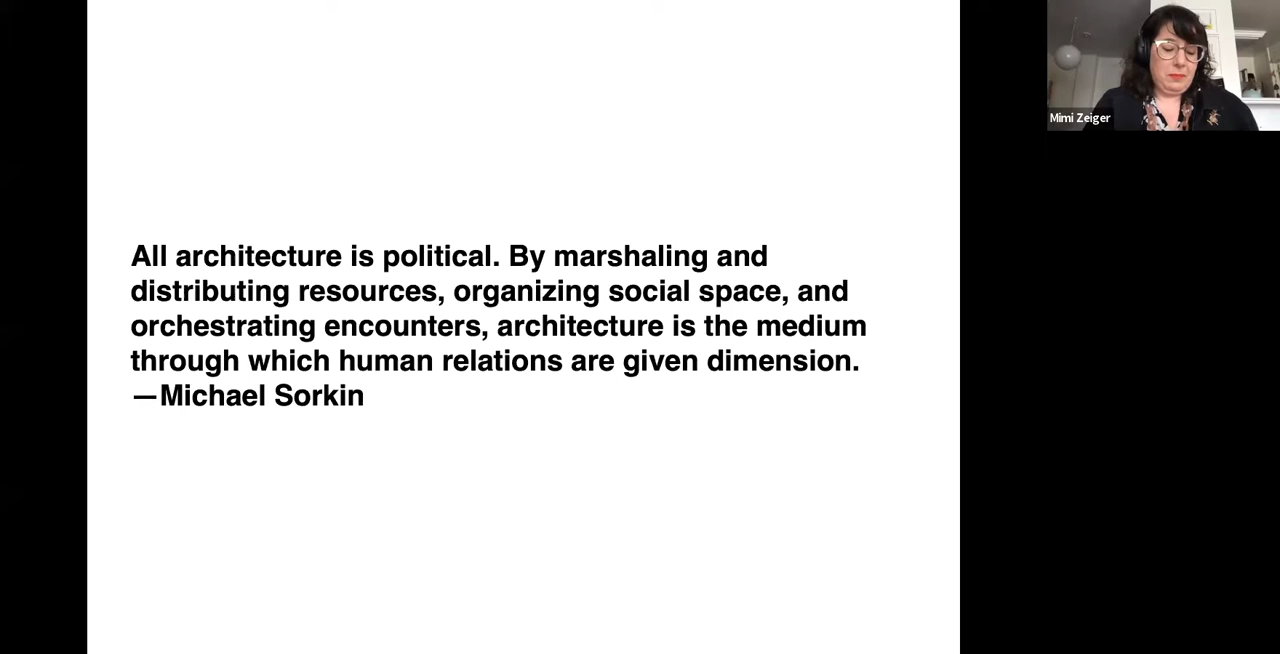 All architecture is political. By marshaling and
distributing resources, organizing social space, and
orchestrating encounters, architecture is the medium
through which human relations are given dimension.
—Michael Sorkin
Mimi Zeiger